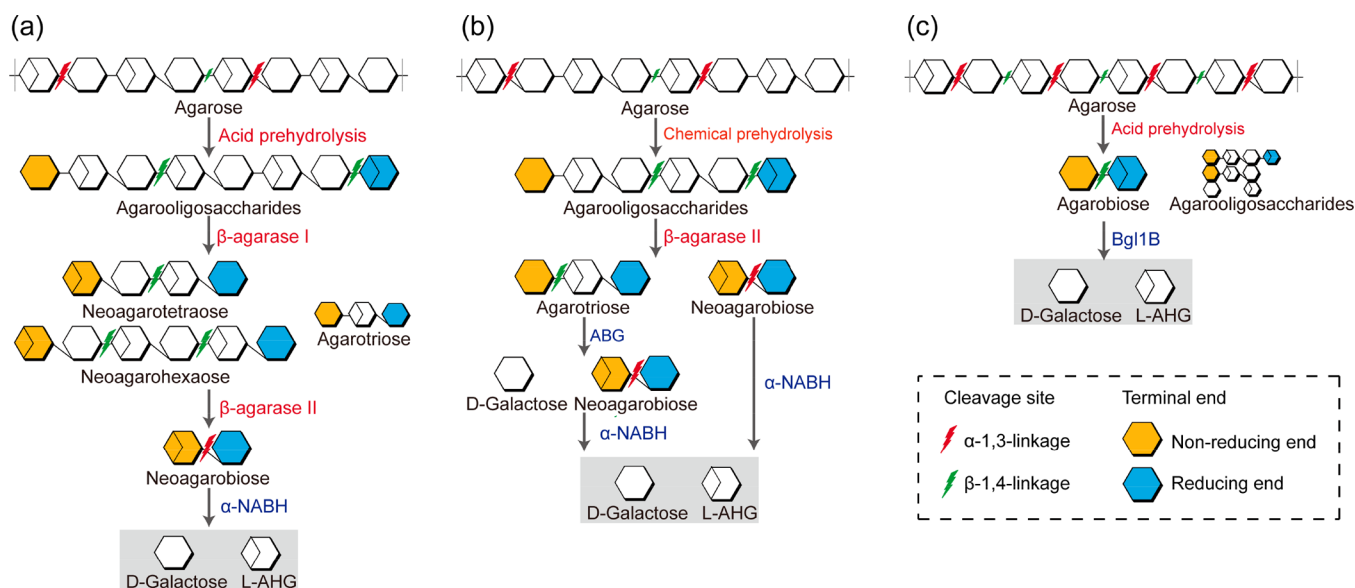 (a)
Agarose
Acid prehydrolysis
Agarooligosaccharides
β-agarase I
Neoagarotetraose
Agarotriose
Neoagarohexaose
β-agarase II
Neoagarobiose
α-NABH
D-Galactose L-AHG
(b)
Agarose
Chemical prehydrolysis
Agarooligosaccharides
β-agarase II
Agarotriose Neoagarobiose
ABG
D-Galactose Neoagarobiose
α-NABH
α-NABH
D-Galactose L-AHG
(c)
Agarose
Acid prehydrolysis
Agarobiose Agarooligosaccharides
Bgl1B
D-Galactose L-AHG
Cleavage site Terminal end
α-1,3-linkage Non-reducing end
β-1,4-linkage Reducing end